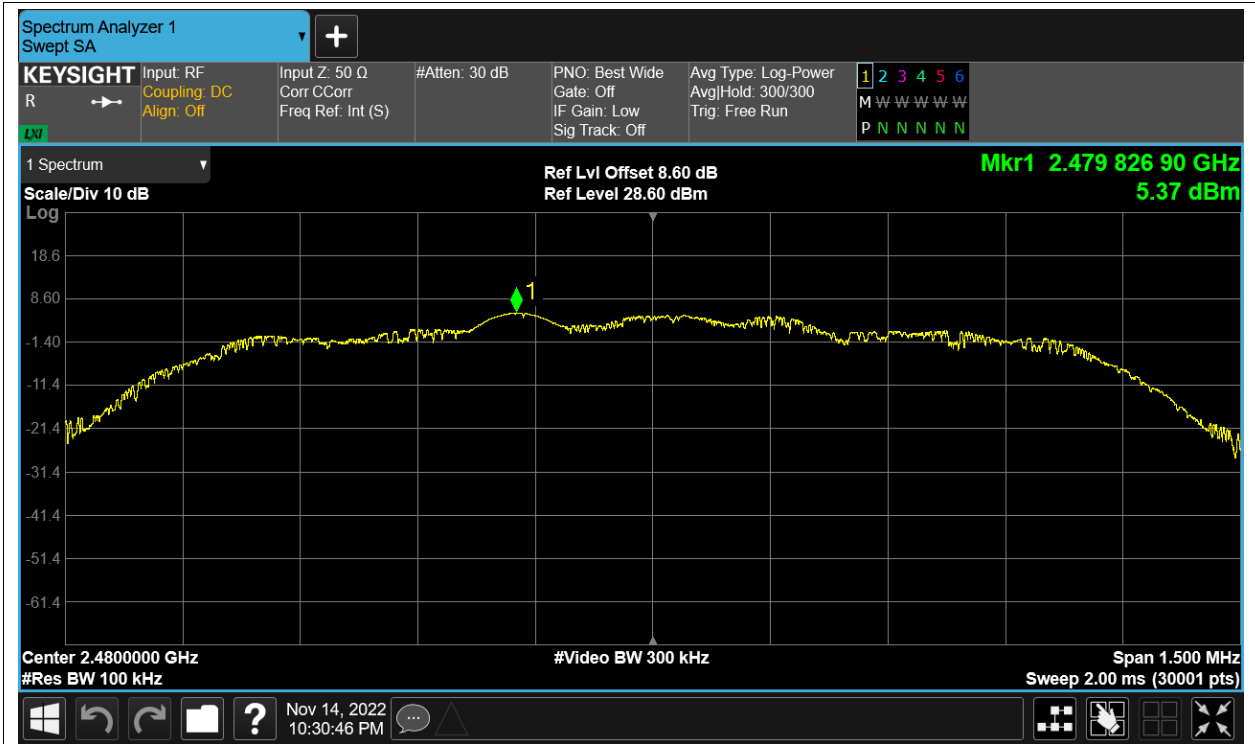 Spectrum Analyzer 1
Swept SA
KEYSIGHT
R
LXI
Input: RF
Coupling: DC
Align: Off
Input Z: 50 Ω
Corr CCorr
Freq Ref: Int (S)
#Atten: 30 dB
PNO: Best Wide
Gate: Off
IF Gain: Low
Sig Track: Off
Avg Type: Log-Power
Avg|Hold: 300/300
Trig: Free Run
1 2 3 4 5 6
M W W W W W
P N N N N N
1 Spectrum
Scale/Div 10 dB
Log
Ref Lvl Offset 8.60 dB
Ref Level 28.60 dBm
Mkr1 2.479 826 90 GHz
5.37 dBm
18.6
8.60
-1.40
-11.4
-21.4
-31.4
-41.4
-51.4
-61.4
1
Center 2.4800000 GHz
#Video BW 300 kHz
Span 1.500 MHz
#Res BW 100 kHz
Sweep 2.00 ms (30001 pts)
?
Nov 14, 2022
10:30:46 PM